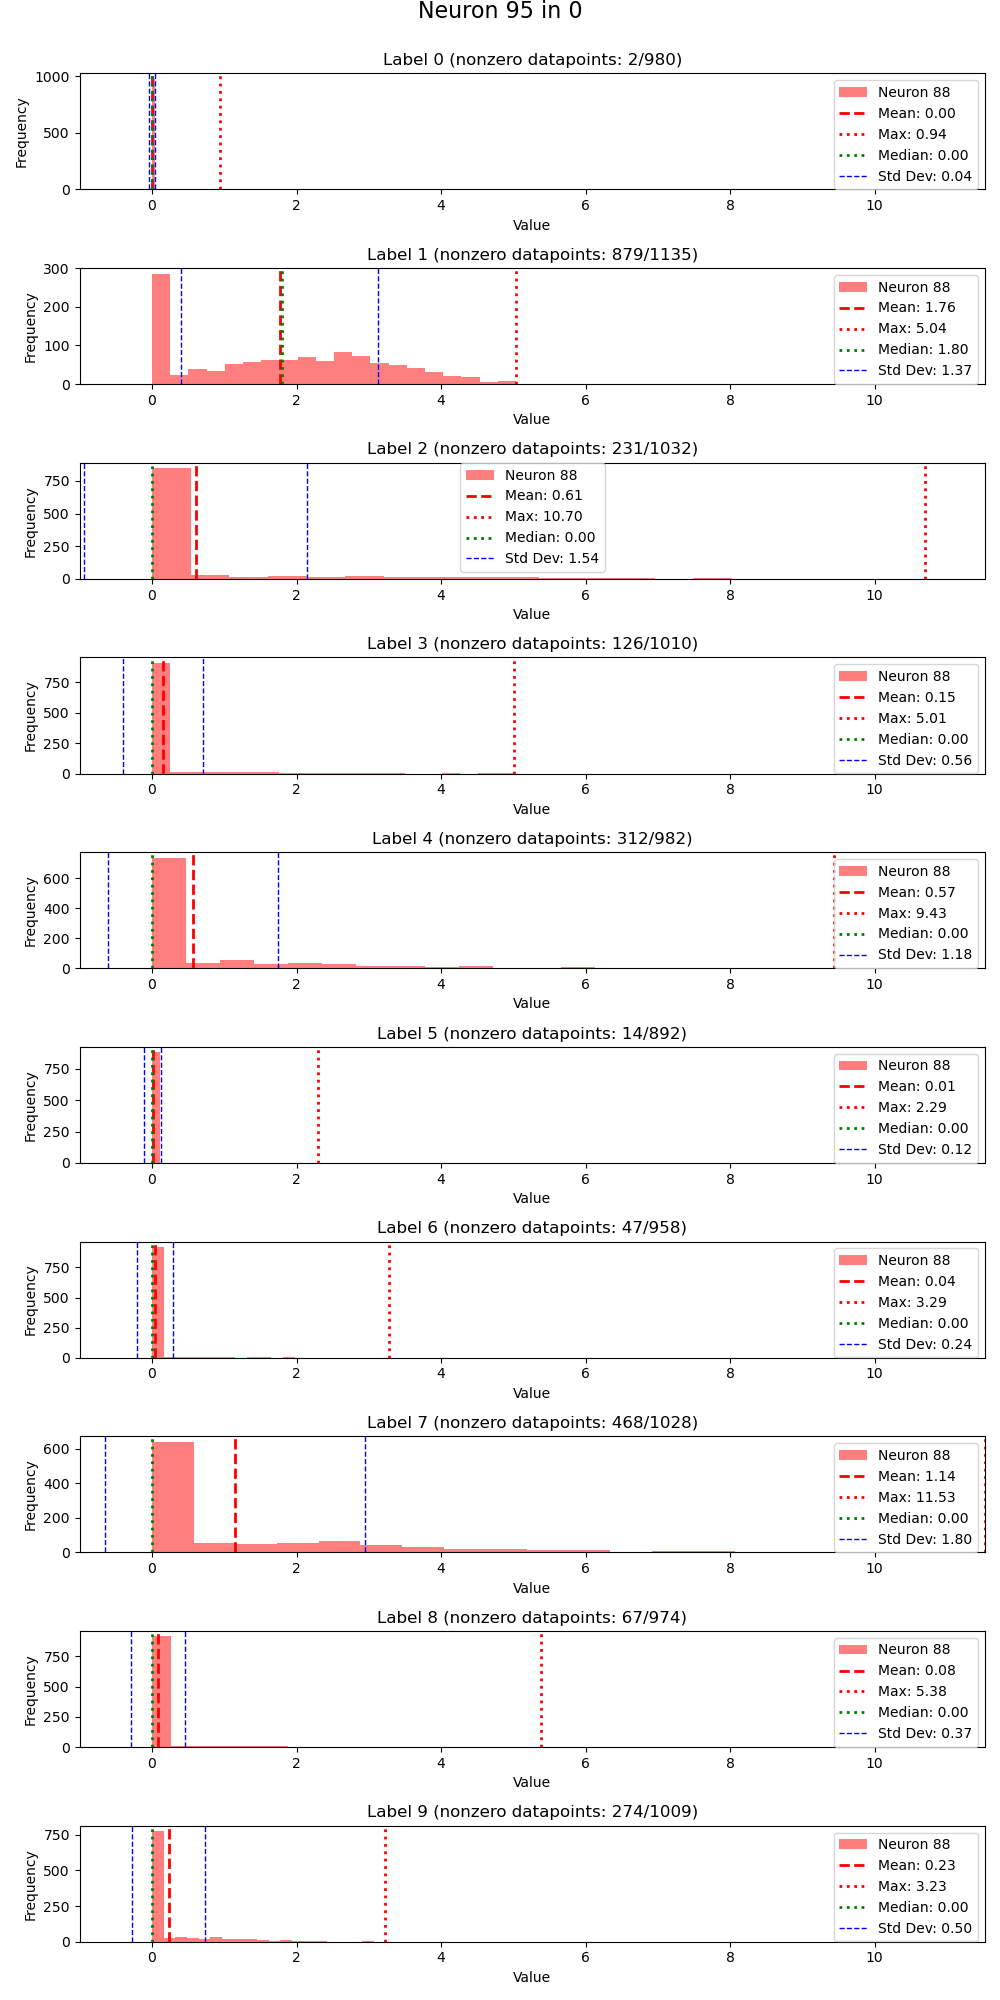 Neuron 95 in 0
Label 0 (nonzero datapoints: 2/980)
Frequency
1000
500
0
Neuron 88
Mean: 0.00
Max: 0.94
Median: 0.00
Std Dev: 0.04
0 2 4 6 8 10
Value
Label 1 (nonzero datapoints: 879/1135)
Frequency
300
200
100
0
Neuron 88
Mean: 1.76
Max: 5.04
Median: 1.80
Std Dev: 1.37
0 2 4 6 8 10
Value
Label 2 (nonzero datapoints: 231/1032)
Frequency
750
500
250
0
Neuron 88
Mean: 0.61
Max: 10.70
Median: 0.00
Std Dev: 1.54
0 2 4 6 8 10
Value
Label 3 (nonzero datapoints: 126/1010)
Frequency
750
500
250
0
Neuron 88
Mean: 0.15
Max: 5.01
Median: 0.00
Std Dev: 0.56
0 2 4 6 8 10
Value
Label 4 (nonzero datapoints: 312/982)
Frequency
600
400
200
0
Neuron 88
Mean: 0.57
Max: 9.43
Median: 0.00
Std Dev: 1.18
0 2 4 6 8 10
Value
Label 5 (nonzero datapoints: 14/892)
Frequency
750
500
250
0
Neuron 88
Mean: 0.01
Max: 2.29
Median: 0.00
Std Dev: 0.12
0 2 4 6 8 10
Value
Label 6 (nonzero datapoints: 47/958)
Frequency
750
500
250
0
Neuron 88
Mean: 0.04
Max: 3.29
Median: 0.00
Std Dev: 0.24
0 2 4 6 8 10
Value
Label 7 (nonzero datapoints: 468/1028)
Frequency
600
400
200
0
Neuron 88
Mean: 1.14
Max: 11.53
Median: 0.00
Std Dev: 1.80
0 2 4 6 8 10
Value
Label 8 (nonzero datapoints: 67/974)
Frequency
750
500
250
0
Neuron 88
Mean: 0.08
Max: 5.38
Median: 0.00
Std Dev: 0.37
0 2 4 6 8 10
Value
Label 9 (nonzero datapoints: 274/1009)
Frequency
750
500
250
0
Neuron 88
Mean: 0.23
Max: 3.23
Median: 0.00
Std Dev: 0.50
0 2 4 6 8 10
Value